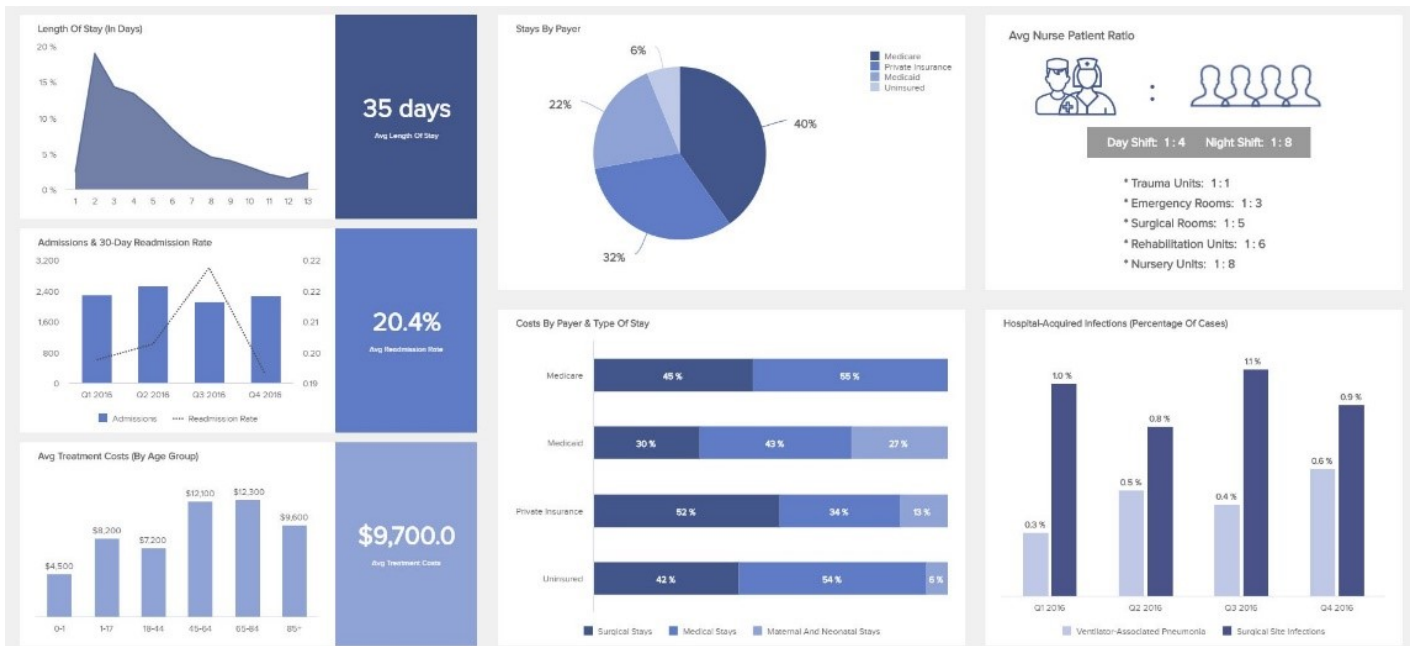 Length Of Stay (In Days)
20 %
15 %
10 %
5 %
0 %
1 2 3 4 5 6 7 8 9 10 11 12 13
35 days
Avg Length Of Stay
Admissions & 30-Day Readmission Rate
3,200 0.22
2,400 0.22
1,600 0.21
800 0.20
0 0.19
Q1 2016 Q2 2016 Q3 2016 Q4 2016
Admissions Readmission Rate
20.4%
Avg Readmission Rate
Avg Treatment Costs (By Age Group)
$4,500 $8,200 $7,200 $12,100 $12,300 $9,600
0-1 1-17 18-44 45-64 65-84 85+
$9,700.0
Avg Treatment Costs
Stays By Payer
6%
22%
40%
32%
Medicare
Private Insurance
Medicaid
Uninsured
Costs By Payer & Type Of Stay
Medicare 45 % 55 %
Medicaid 30 % 43 % 27 %
Private Insurance 52 % 34 % 13 %
Uninsured 42 % 54 % 6 %
Surgical Stays Medical Stays Maternal And Neonatal Stays
Avg Nurse Patient Ratio
:
Day Shift: 1 : 4 Night Shift: 1 : 8
* Trauma Units: 1 : 1
* Emergency Rooms: 1 : 3
* Surgical Rooms: 1 : 5
* Rehabilitation Units: 1 : 6
* Nursery Units: 1 : 8
Hospital-Acquired Infections (Percentage Of Cases)
0.3 % 1.0 % 0.5 % 0.8 % 0.4 % 1.1 % 0.6 % 0.9 %
Q1 2016 Q2 2016 Q3 2016 Q4 2016
Ventilator-Associated Pneumonia Surgical Site Infections